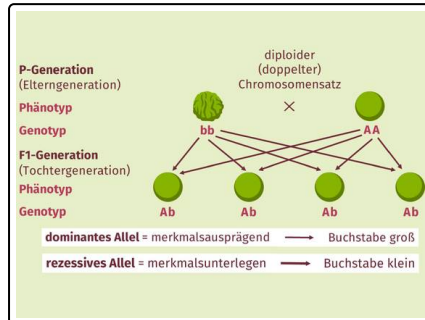 diploider
P-Generation (doppelter)
(Elterngeneration) Chromosomensatz
Phänotyp ×
Genotyp bb AA
F1-Generation
(Tochtergeneration)
Phänotyp
Genotyp Ab Ab Ab Ab
dominantes Allel = merkmalsausprägend → Buchstabe groß
rezessives Allel = merkmalsunterlegen → Buchstabe klein